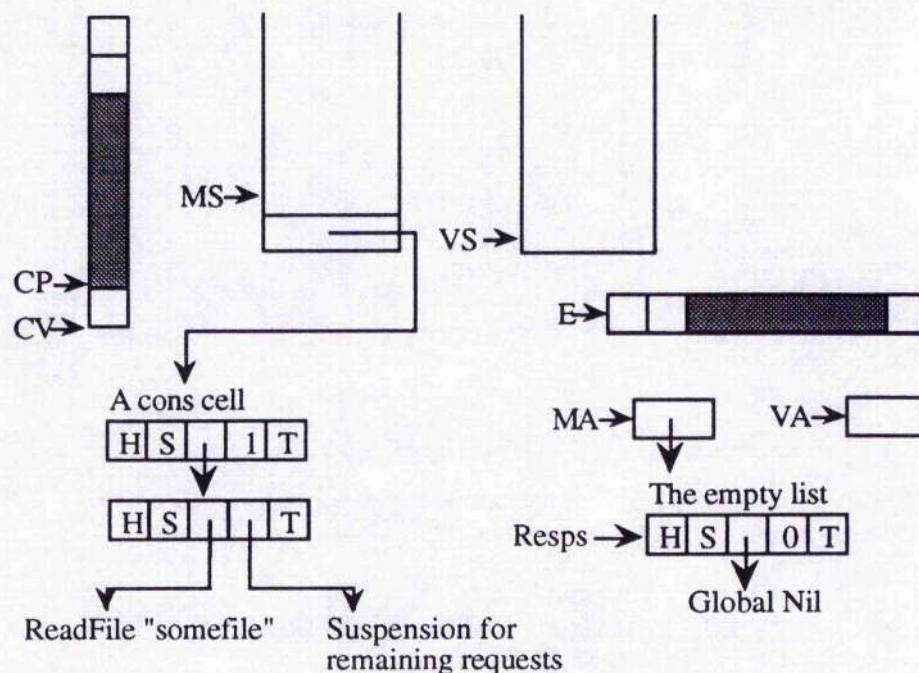 MS
VS
CP
CV
E
A cons cell
H S 1 T
H S T
MA
VA
The empty list
Resps
H S 0 T
Global Nil
ReadFile "somefile"
Suspension for
remaining requests